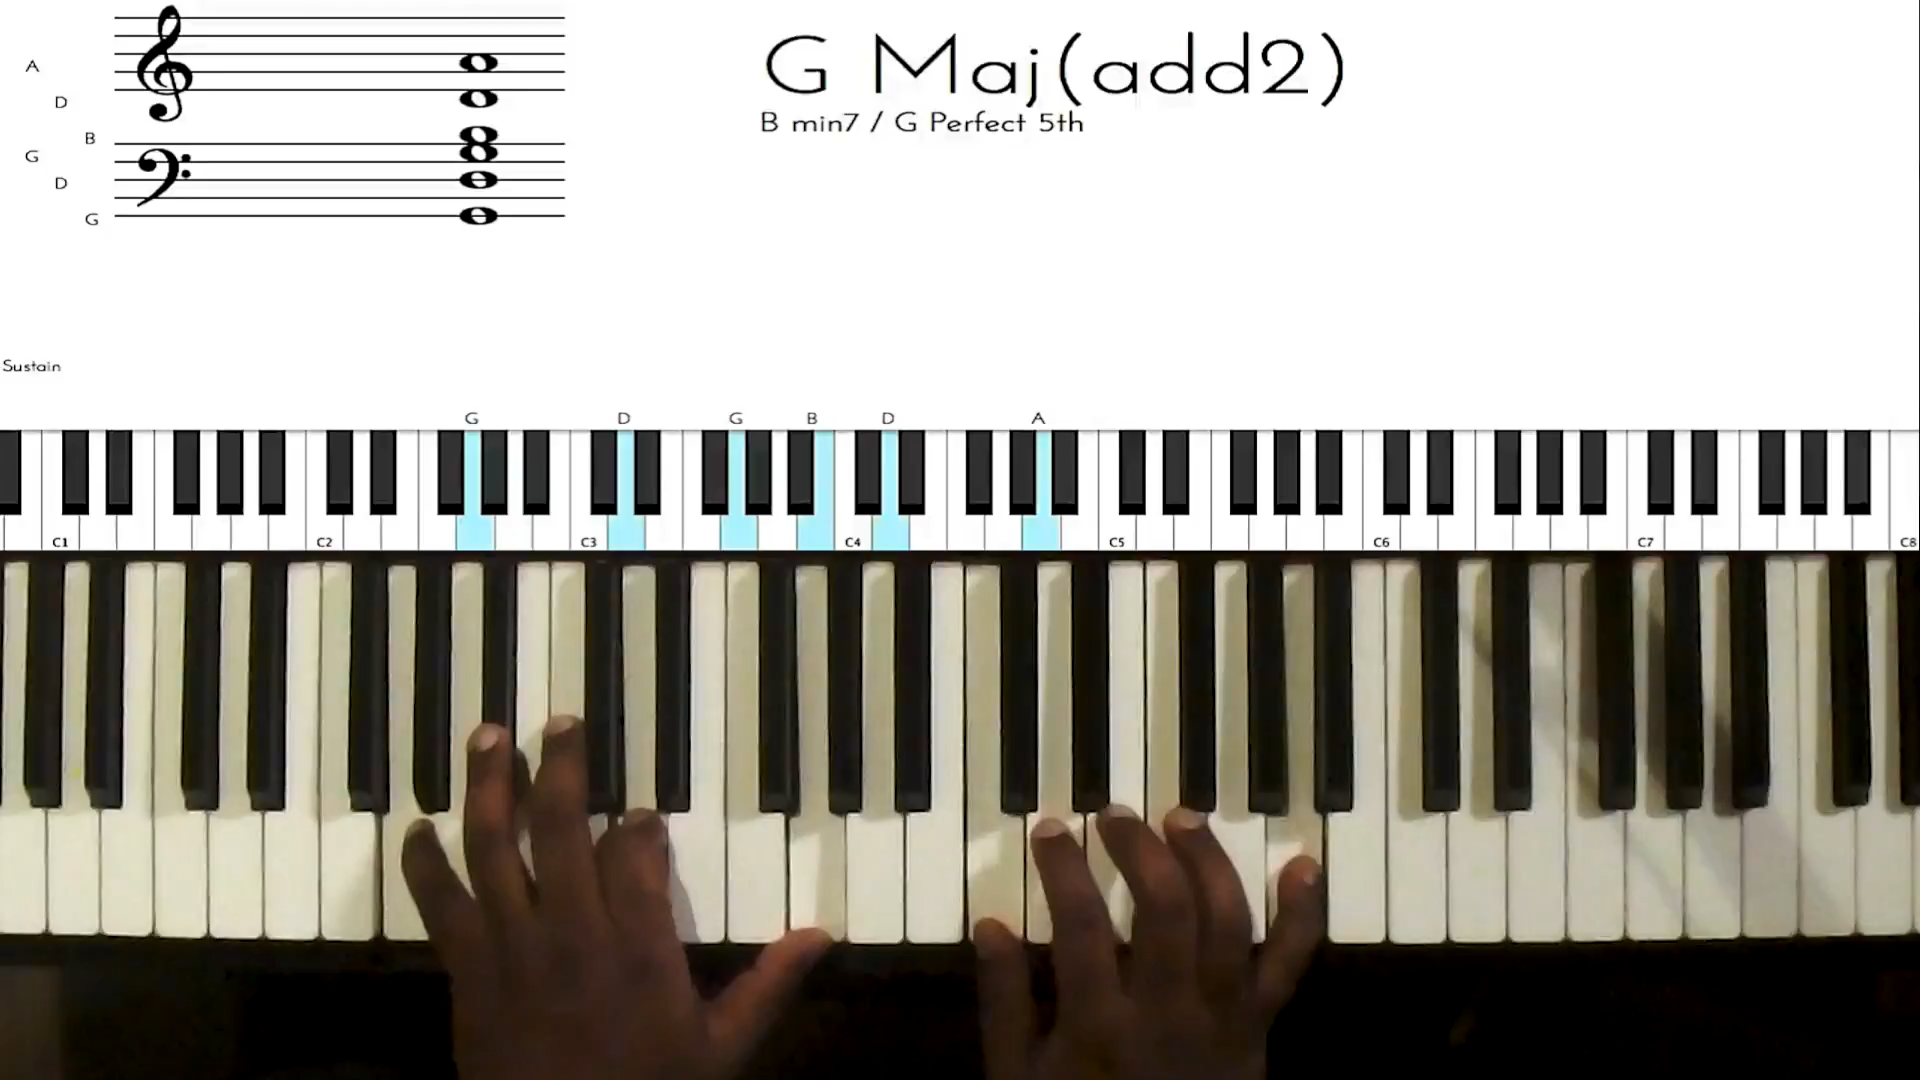 G Maj(add2)
B min7 / G Perfect 5th
A
D
B
G
D
G
Sustain
G D G B D A
C1 C2 C3 C4 C5 C6 C7 C8